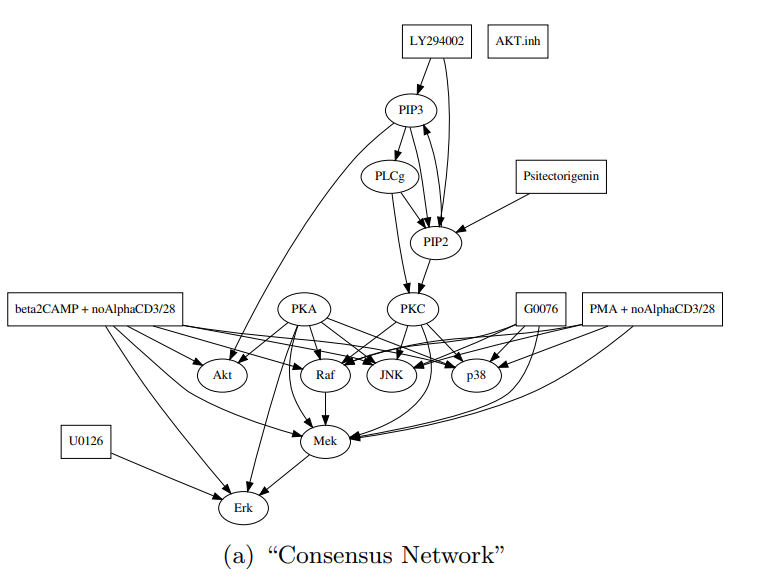 LY294002
AKT.inh
PIP3
PLCg
Psitectorigenin
PIP2
beta2CAMP + noAlphaCD3/28
PKA
PKC
G0076
PMA + noAlphaCD3/28
Akt
Raf
JNK
p38
Mek
U0126
Erk
(a) “Consensus Network”